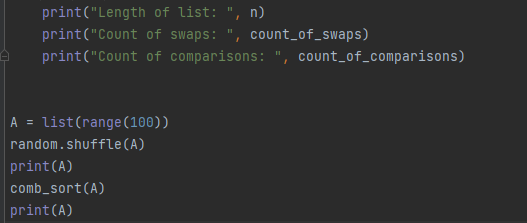 print("Length of list: ", n)
    print("Count of swaps: ", count_of_swaps)
    print("Count of comparisons: ", count_of_comparisons)
A = list(range(100))
random.shuffle(A)
print(A)
comb_sort(A)
print(A)